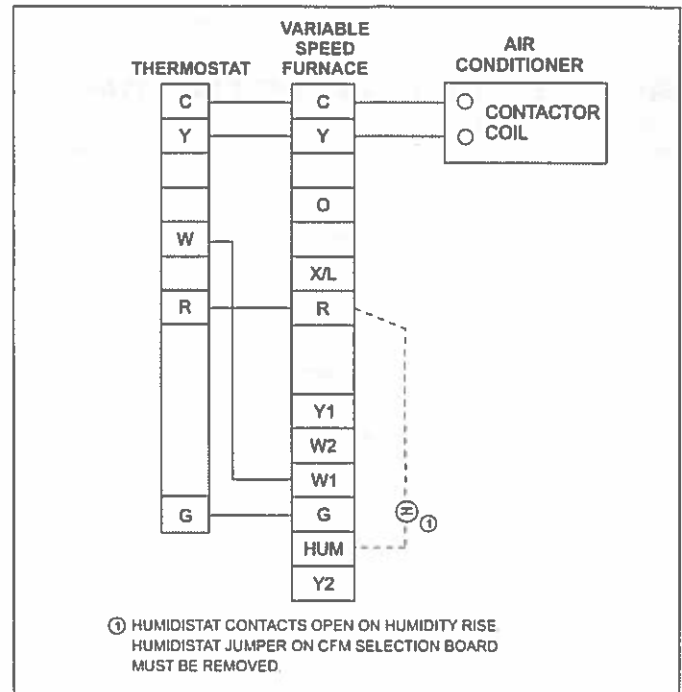 VARIABLE
SPEED
FURNACE
THERMOSTAT
AIR
CONDITIONER
C
Y
W
R
G
C
Y
O
X/L
R
Y1
W2
W1
G
HUM
Y2
CONTACTOR
COIL
H
1
① HUMIDISTAT CONTACTS OPEN ON HUMIDITY RISE
HUMIDISTAT JUMPER ON CFM SELECTION BOARD
MUST BE REMOVED.